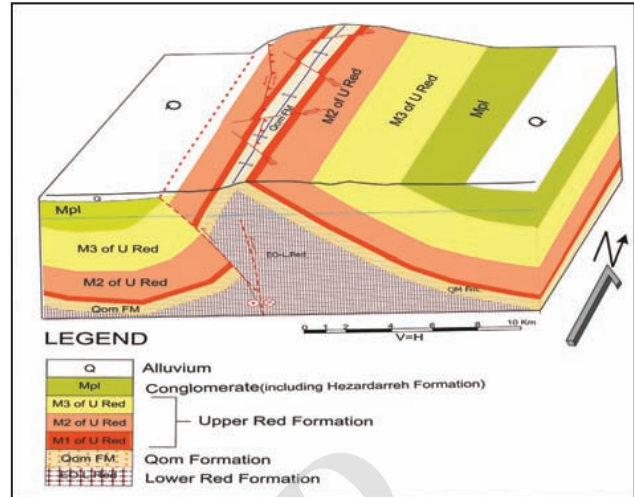 Q
M2 of U Red
M3 of U Red
Mpl
Q
Qom FM
Q
Mpl
M3 of U Red
M2 of U Red
Qom FM
EO-L.Red
N
0 1 2 4 6 8 10 Km
V=H
LEGEND
Q Alluvium
Mpl Conglomerate(including Hezardarreh Formation)
M3 of U Red
M2 of U Red Upper Red Formation
M1 of U Red
Qom FM Qom Formation
EO-L.Red Lower Red Formation